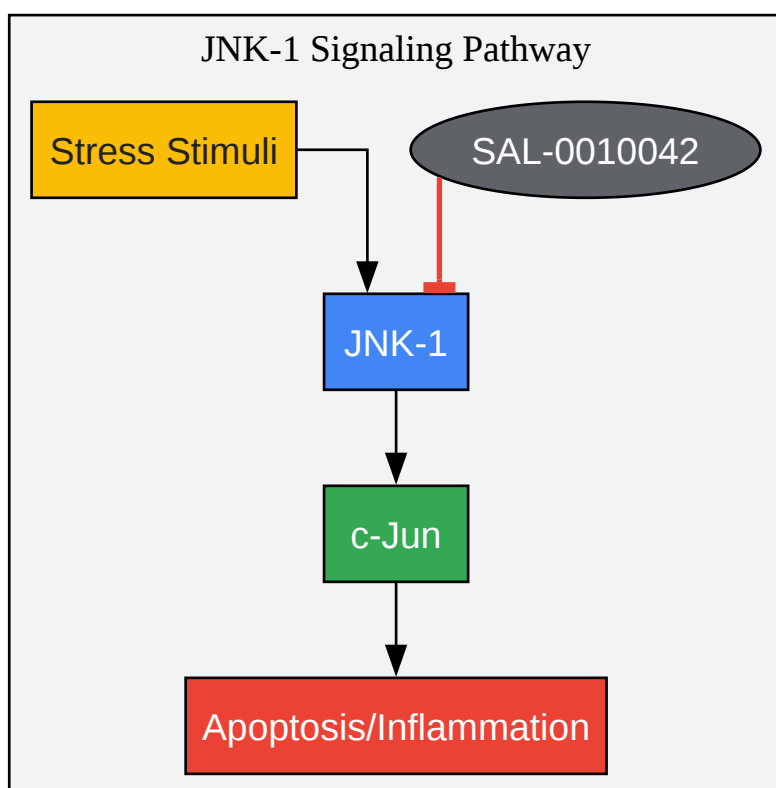 JNK-1 Signaling Pathway
Stress Stimuli
SAL-0010042
JNK-1
c-Jun
Apoptosis/Inflammation